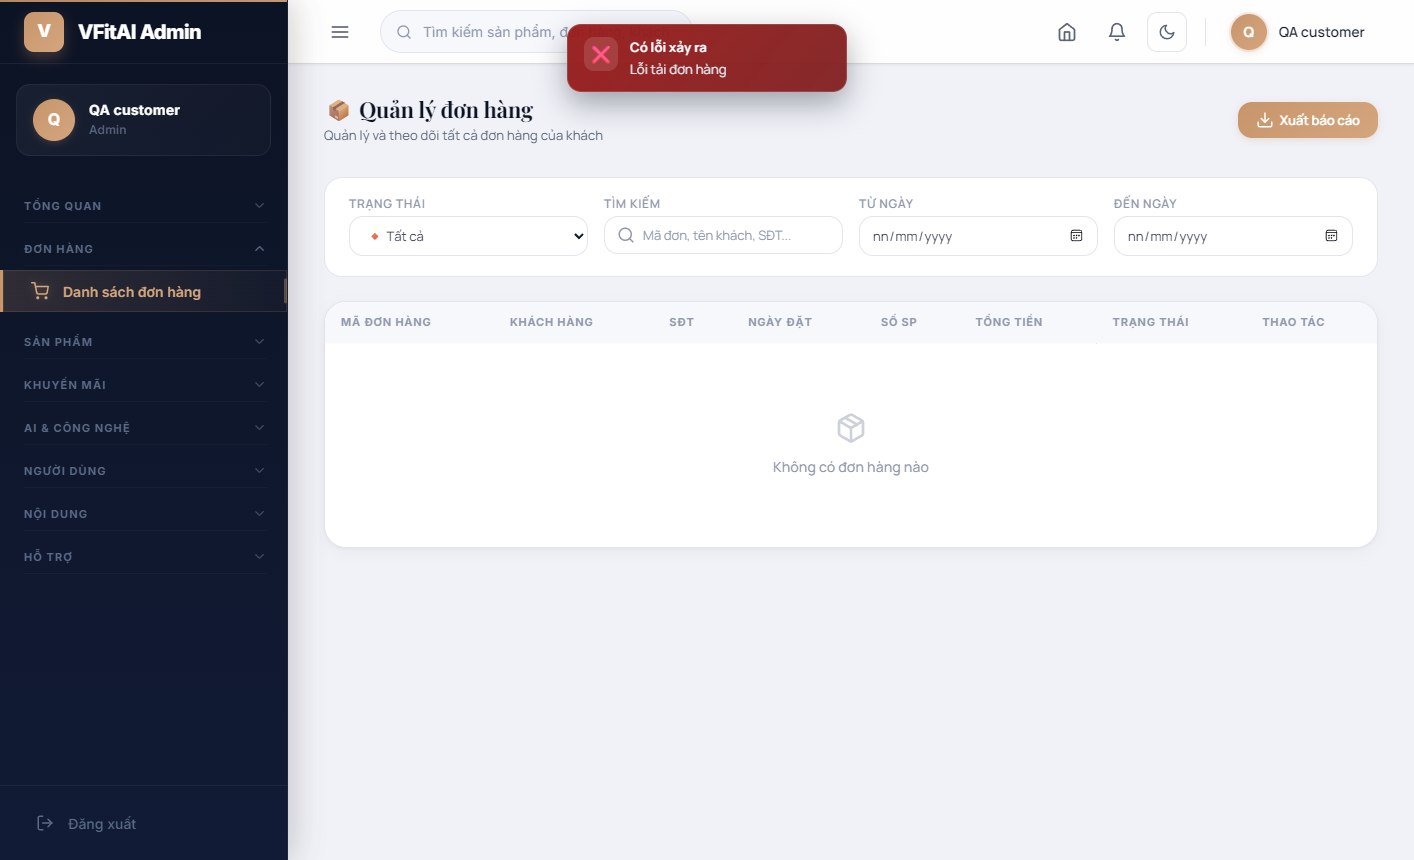 V
VFitAI Admin
Q
QA customer
Admin
TỔNG QUAN
ĐƠN HÀNG
Danh sách đơn hàng
SẢN PHẨM
KHUYẾN MÃI
AI & CÔNG NGHỆ
NGƯỜI DÙNG
NỘI DUNG
HỖ TRỢ
Đăng xuất
Tìm kiếm sản phẩm, đ
Có lỗi xảy ra
Lỗi tải đơn hàng
Q
QA customer
Quản lý đơn hàng
Quản lý và theo dõi tất cả đơn hàng của khách
Xuất báo cáo
TRẠNG THÁI
TÌM KIẾM
TỪ NGÀY
ĐẾN NGÀY
Tất cả
Mã đơn, tên khách, SĐT...
nn/mm/yyyy
nn/mm/yyyy
MÃ ĐƠN HÀNG
KHÁCH HÀNG
SĐT
NGÀY ĐẶT
SỐ SP
TỔNG TIỀN
TRẠNG THÁI
THAO TÁC
Không có đơn hàng nào